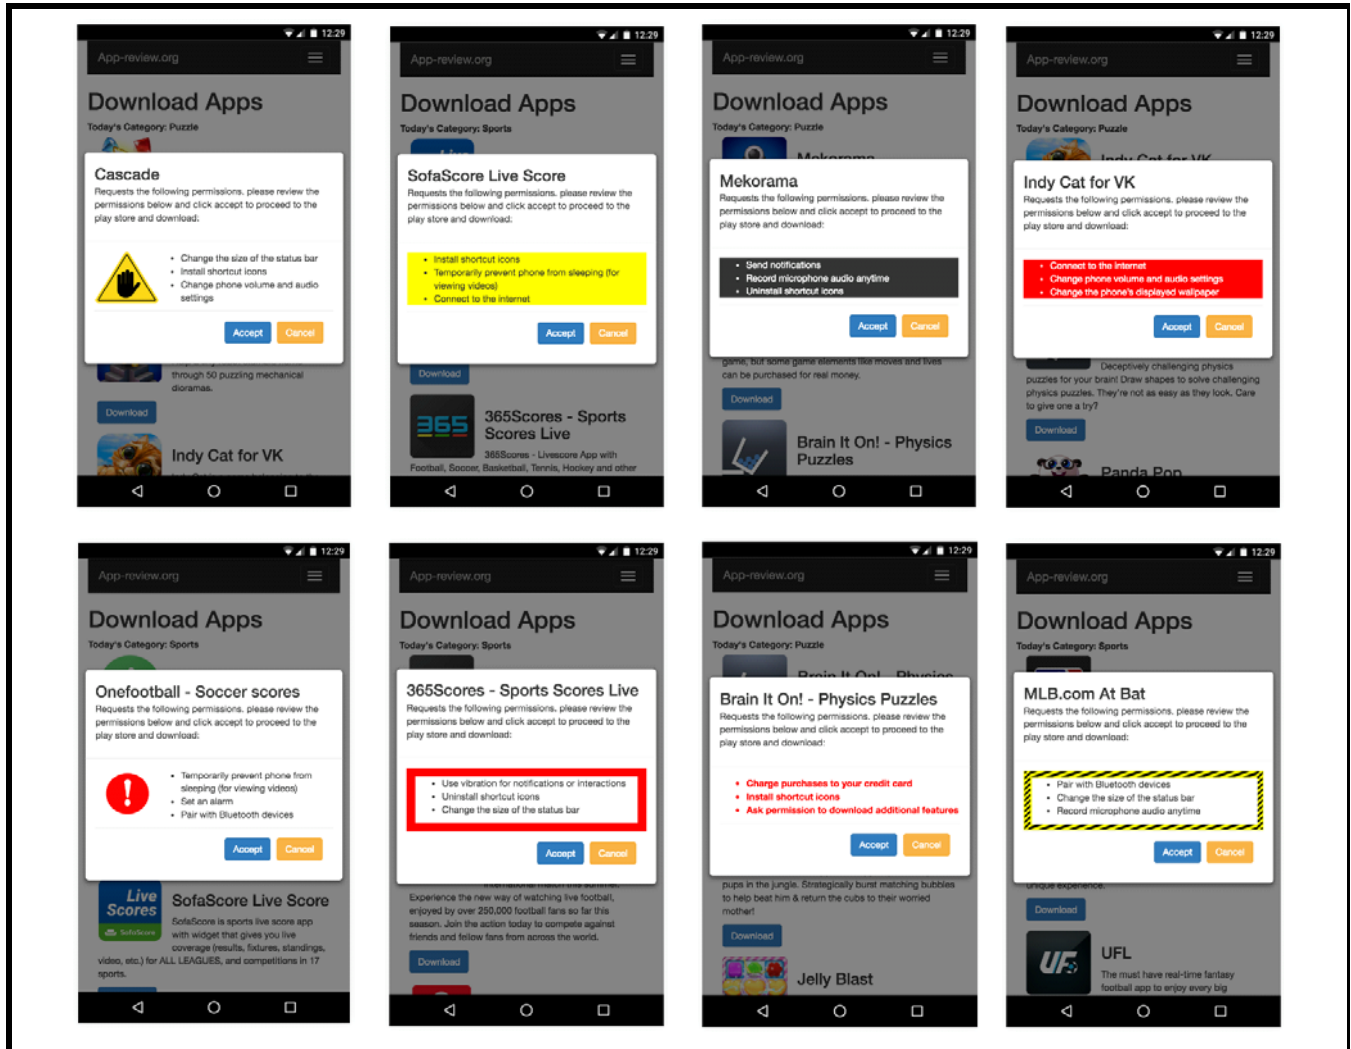 12:29
App-review.org
Download Apps
Today's Category: Puzzle
Cascade
Requests the following permissions. please review the
permissions below and click accept to proceed to the
play store and download:
• Change the size of the status bar
• Install shortcut icons
• Change phone volume and audio
settings
Accept
Cancel
through 50 puzzling mechanical
dioramas.
Download
Indy Cat for VK
12:29
App-review.org
Download Apps
Today's Category: Sports
Live
SofaScore Live Score
Requests the following permissions. please review the
permissions below and click accept to proceed to the
play store and download:
• Install shortcut icons
• Temporarily prevent phone from sleeping (for
viewing videos)
• Connect to the internet
Accept
Cancel
Download
365
365Scores - Sports
Scores Live
365Scores - Livescore App with
Football, Soccer, Basketball, Tennis, Hockey and other
12:29
App-review.org
Download Apps
Today's Category: Puzzle
Mekorama
Mekorama
Requests the following permissions. please review the
permissions below and click accept to proceed to the
play store and download:
• Send notifications
• Record microphone audio anytime
• Uninstall shortcut icons
Accept
Cancel
game, but some game elements like moves and lives
can be purchased for real money.
Download
Brain It On! - Physics
Puzzles
12:29
App-review.org
Download Apps
Today's Category: Puzzle
Indy Cat for VK
Indy Cat for VK
Requests the following permissions. please review the
permissions below and click accept to proceed to the
play store and download:
• Connect to the internet
• Change phone volume and audio settings
• Change the phone's displayed wallpaper
Accept
Cancel
Deceptively challenging physics
puzzles for your brain! Draw shapes to solve challenging
physics puzzles. They're not as easy as they look. Care
to give one a try?
Download
Panda Pop
12:29
App-review.org
Download Apps
Today's Category: Sports
Onefootball - Soccer scores
Requests the following permissions. please review the
permissions below and click accept to proceed to the
play store and download:
• Temporarily prevent phone from
sleeping (for viewing videos)
• Set an alarm
• Pair with Bluetooth devices
Accept
Cancel
Live
Scores
SofaScore
SofaScore Live Score
SofaScore is sports live score app
with widget that gives you live
coverage (results, fixtures, standings,
video, etc.) for ALL LEAGUES, and competitions in 17
sports.
12:29
App-review.org
Download Apps
Today's Category: Sports
365Scores - Sports Scores Live
Requests the following permissions. please review the
permissions below and click accept to proceed to the
play store and download:
• Use vibration for notifications or interactions
• Uninstall shortcut icons
• Change the size of the status bar
Accept
Cancel
international match this summer.
Experience the new way of watching live football,
enjoyed by over 250,000 football fans so far this
season. Join the action today to compete against
friends and fellow fans from across the world.
Download
12:29
App-review.org
Download Apps
Today's Category: Puzzle
Brain It On! - Physics
Brain It On! - Physics Puzzles
Requests the following permissions. please review the
permissions below and click accept to proceed to the
play store and download:
• Charge purchases to your credit card
• Install shortcut icons
• Ask permission to download additional features
Accept
Cancel
pups in the jungle. Strategically burst matching bubbles
to help beat him & return the cubs to their worried
mother!
Download
Jelly Blast
12:29
App-review.org
Download Apps
Today's Category: Sports
MLB.com At Bat
Requests the following permissions. please review the
permissions below and click accept to proceed to the
play store and download:
• Pair with Bluetooth devices
• Change the size of the status bar
• Record microphone audio anytime
Accept
Cancel
unique experience.
Download
UF
UFL
The must have real-time fantasy
football app to enjoy every big